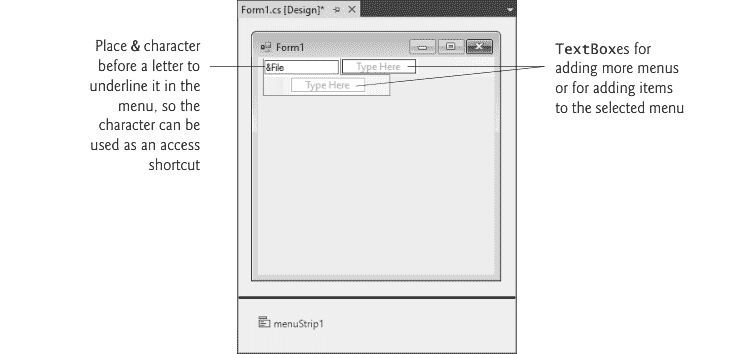 Form1.cs [Design]*
Place & character
before a letter to
underline it in the
menu, so the
character can be
used as an access
shortcut
Form1
&File
Type Here
Type Here
TextBoxes for
adding more menus
or for adding items
to the selected menu
menuStrip1